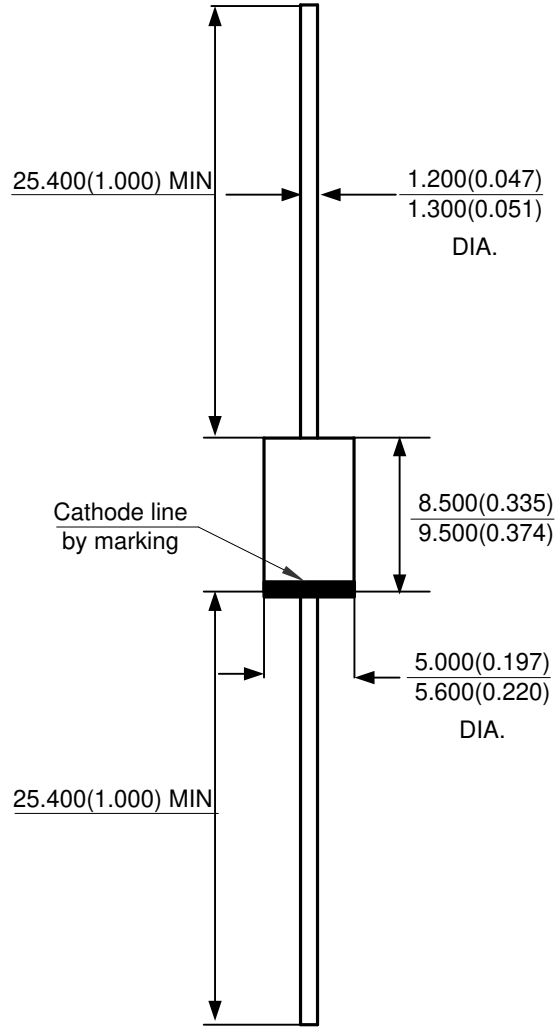 25.400(1.000) MIN
1.200(0.047)
1.300(0.051)
DIA.
Cathode line
by marking
8.500(0.335)
9.500(0.374)
5.000(0.197)
5.600(0.220)
DIA.
25.400(1.000) MIN